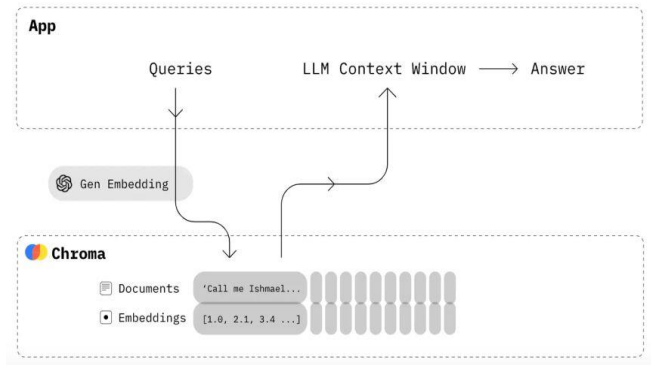 App
Queries
LLM Context Window
Answer
Gen Embedding
Chroma
Documents
‘Call me Ishmael...
Embeddings
[1.0, 2.1, 3.4 ...]